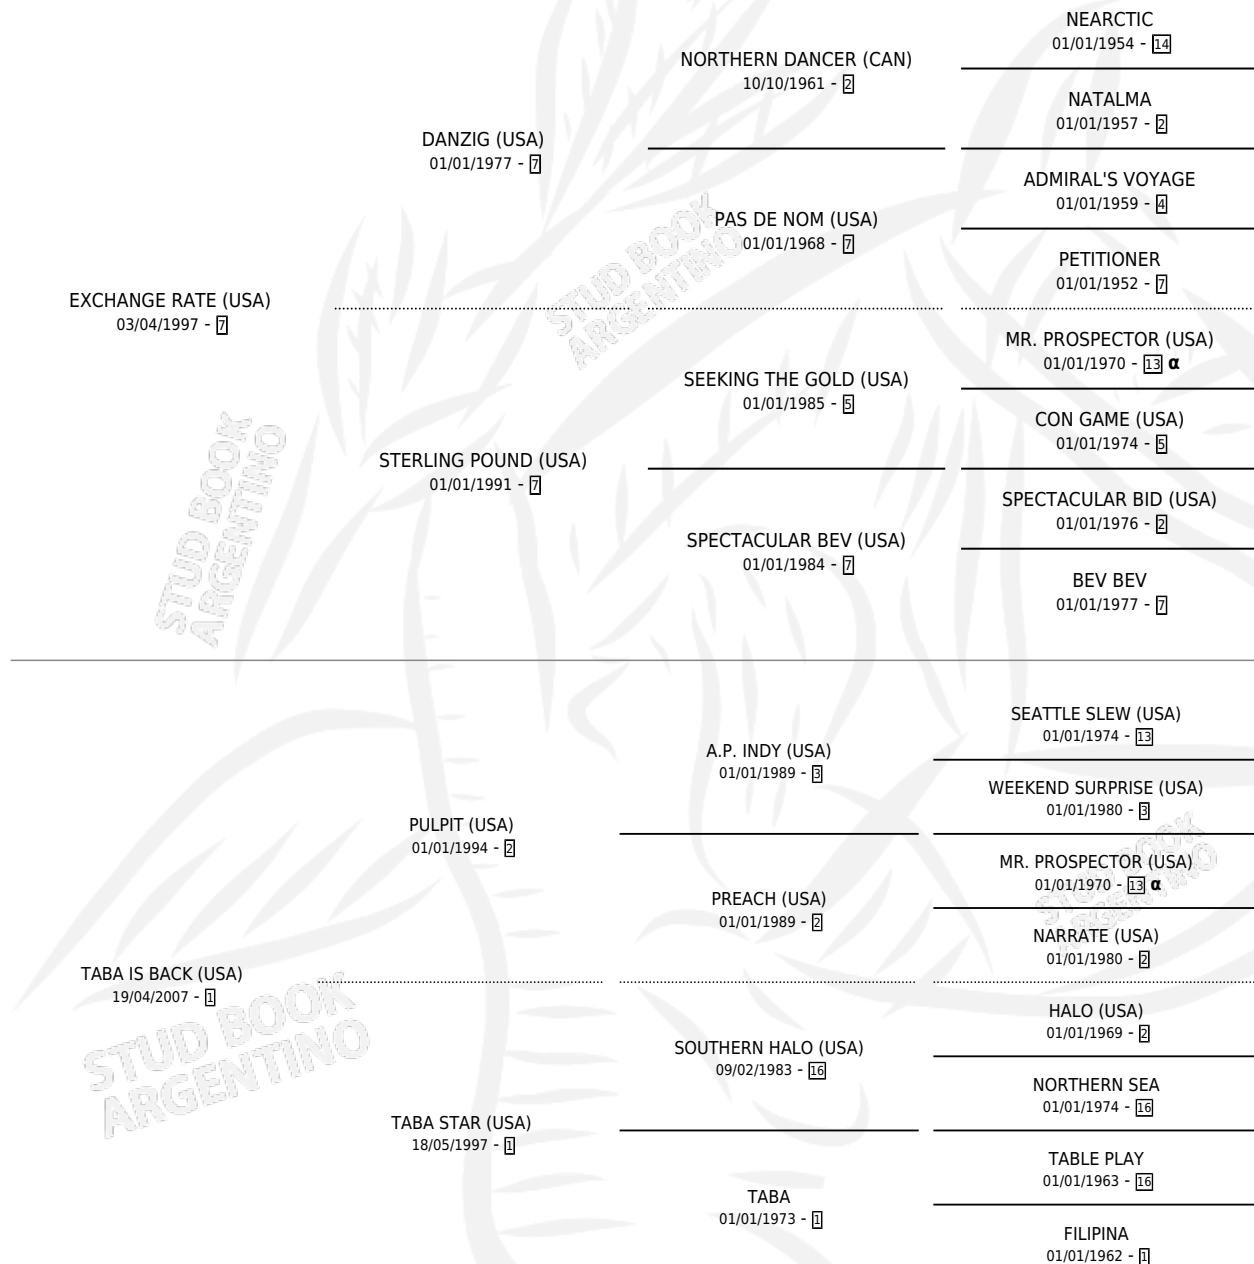 NEARCTIC
01/01/1954 - 14
NORTHERN DANCER (CAN)
10/10/1961 - 2
NATALMA
01/01/1957 - 2
DANZIG (USA)
01/01/1977 - 7
ADMIRAL'S VOYAGE
01/01/1959 - 4
PAS DE NOM (USA)
01/01/1968 - 7
PETITIONER
01/01/1952 - 7
STUD BOOK
ARGENTINO
EXCHANGE RATE (USA)
03/04/1997 - 7
MR. PROSPECTOR (USA)
01/01/1970 - 13 α
SEEKING THE GOLD (USA)
01/01/1985 - 5
CON GAME (USA)
01/01/1974 - 5
STERLING POUND (USA)
01/01/1991 - 7
SPECTACULAR BID (USA)
01/01/1976 - 2
SPECTACULAR BEV (USA)
01/01/1984 - 7
BEV BEV
01/01/1977 - 7
STUD BOOK
ARGENTINO
SEATTLE SLEW (USA)
01/01/1974 - 13
A.P. INDY (USA)
01/01/1989 - 3
WEEKEND SURPRISE (USA)
01/01/1980 - 3
PULPIT (USA)
01/01/1994 - 2
MR. PROSPECTOR (USA)
01/01/1970 - 13 α
STUD BOOK
ARGENTINO
PREACH (USA)
01/01/1989 - 2
NARRATE (USA)
01/01/1980 - 2
TABA IS BACK (USA)
19/04/2007 - 1
STUD BOOK
ARGENTINO
HALO (USA)
01/01/1969 - 2
SOUTHERN HALO (USA)
09/02/1983 - 16
NORTHERN SEA
01/01/1974 - 16
TABA STAR (USA)
18/05/1997 - 1
TABLE PLAY
01/01/1963 - 16
TABA
01/01/1973 - 1
FILIPINA
01/01/1962 - 1